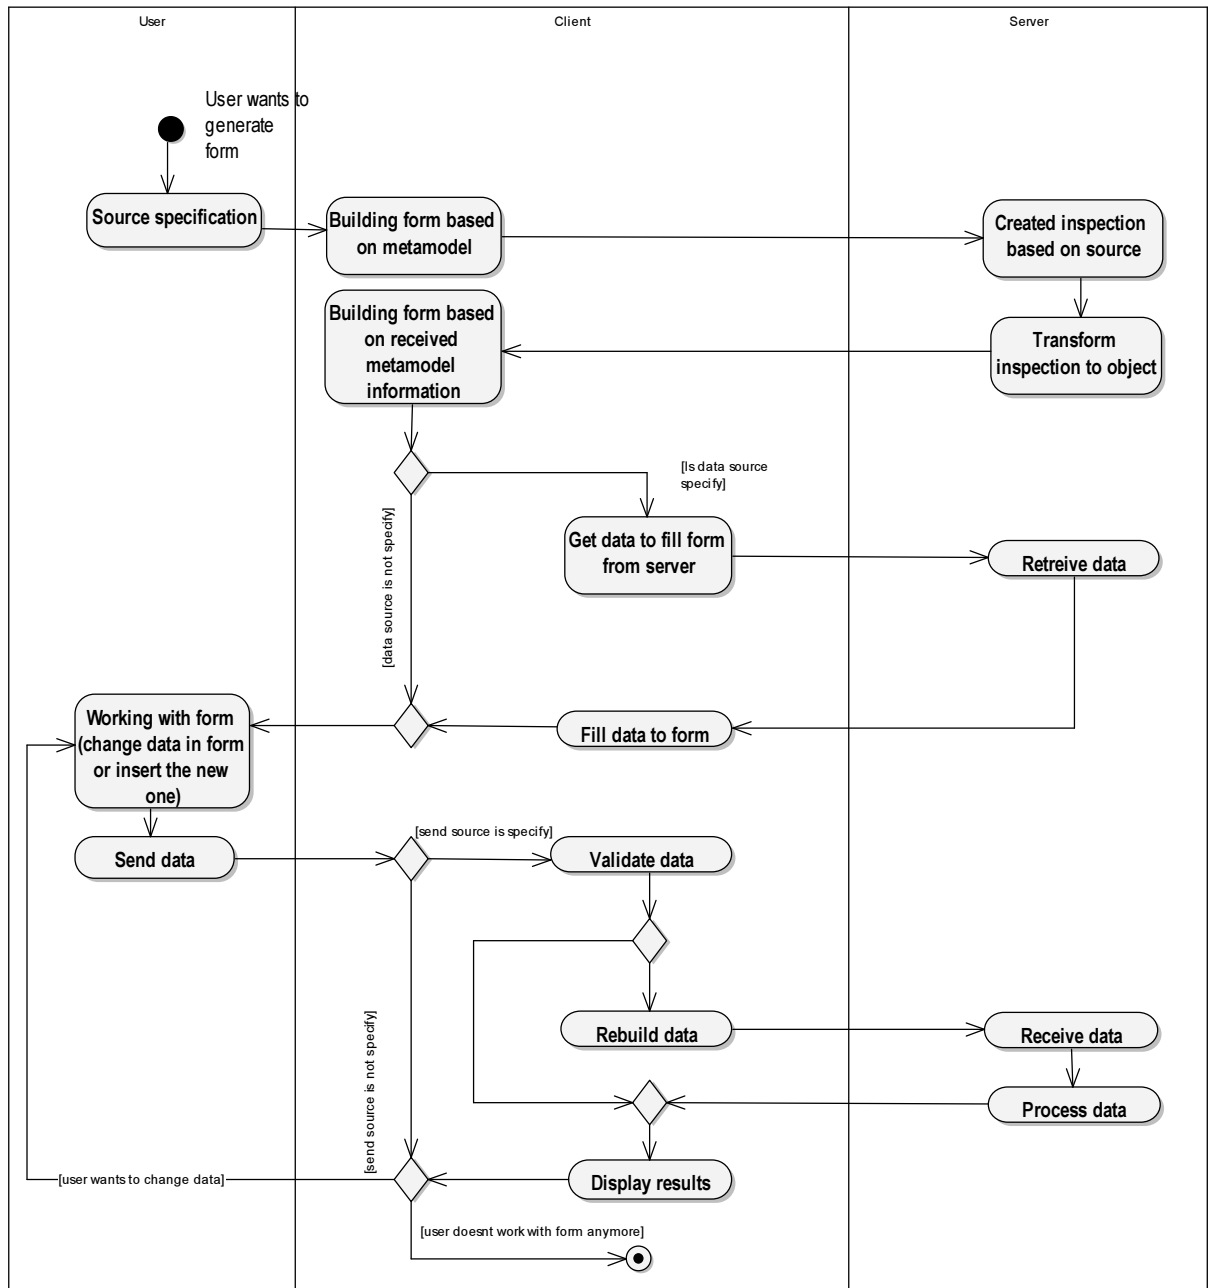 User
Client
Server
User wants to
generate
form
Source specification
Building form based
on metamodel
Created inspection
based on source
Building form based
on received
metamodel
information
Transform
inspection to object
[Is data source
specify]
[data source is not specify]
Get data to fill form
from server
Retreive data
Working with form
(change data in form
or insert the new
one)
Fill data to form
[send source is specify]
Send data
Validate data
[send source is not specify]
Rebuild data
Receive data
Process data
[user wants to change data]
Display results
[user doesnt work with form anymore]